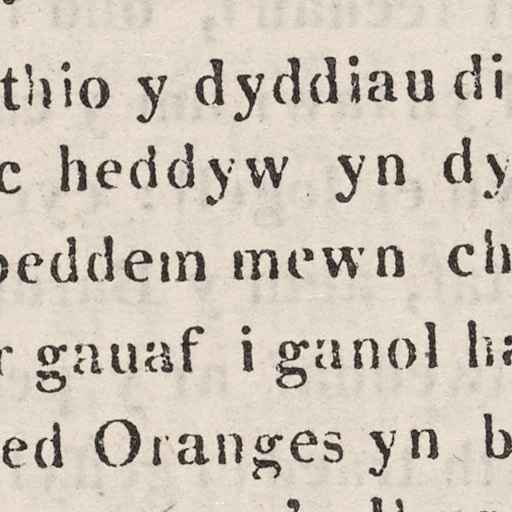 thio y dyddiau di
c heddyw yn dy
peddem mewn ch
r gauaf i ganol ha
ed Oranges yn b